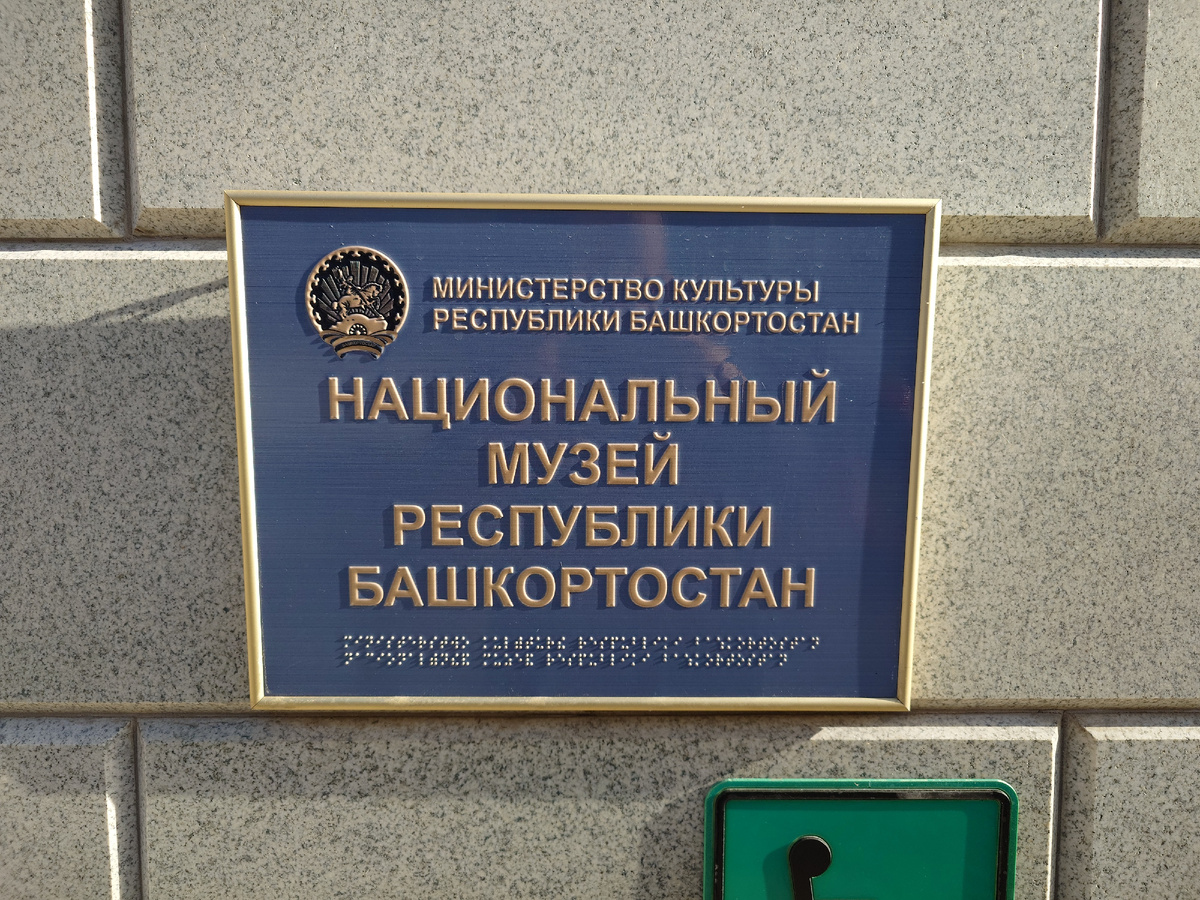 МИНИСТЕРСТВО КУЛЬТУРЫ
РЕСПУБЛИКИ БАШКОРТОСТАН
НАЦИОНАЛЬНЫЙ
МУЗЕЙ
РЕСПУБЛИКИ
БАШКОРТОСТАН